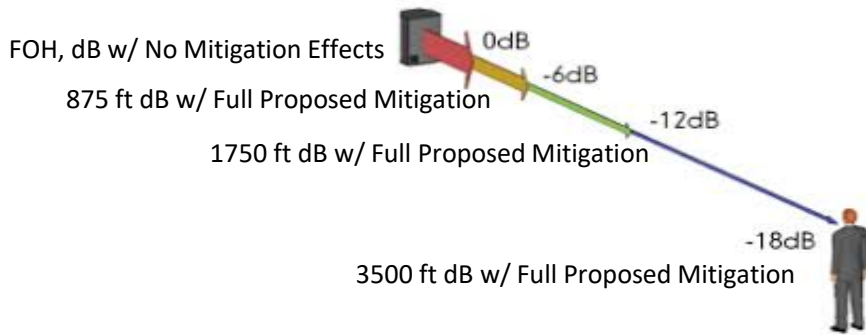 0dB
FOH, dB w/ No Mitigation Effects
-6dB
875 ft dB w/ Full Proposed Mitigation
-12dB
1750 ft dB w/ Full Proposed Mitigation
-18dB
3500 ft dB w/ Full Proposed Mitigation